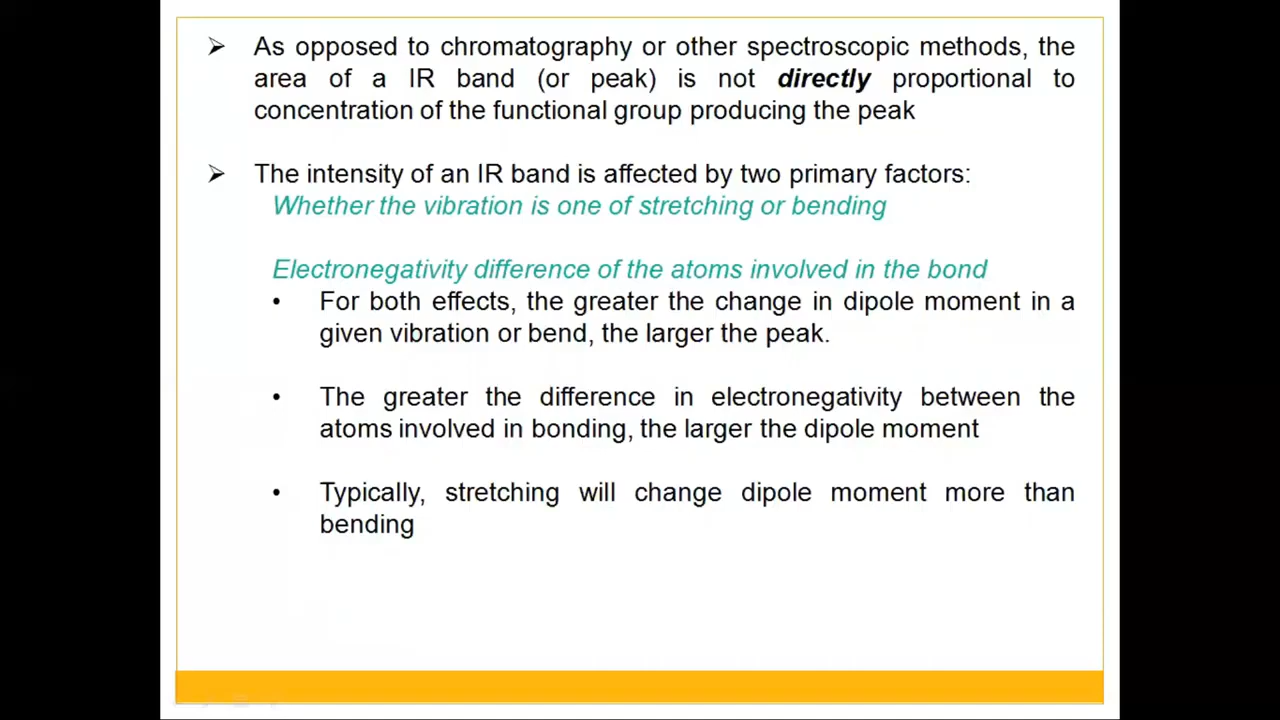 ➢ As opposed to chromatography or other spectroscopic methods, the
area of a IR band (or peak) is not directly proportional to
concentration of the functional group producing the peak
➢ The intensity of an IR band is affected by two primary factors:
Whether the vibration is one of stretching or bending
Electronegativity difference of the atoms involved in the bond
• For both effects, the greater the change in dipole moment in a
given vibration or bend, the larger the peak.
• The greater the difference in electronegativity between the
atoms involved in bonding, the larger the dipole moment
• Typically, stretching will change dipole moment more than
bending